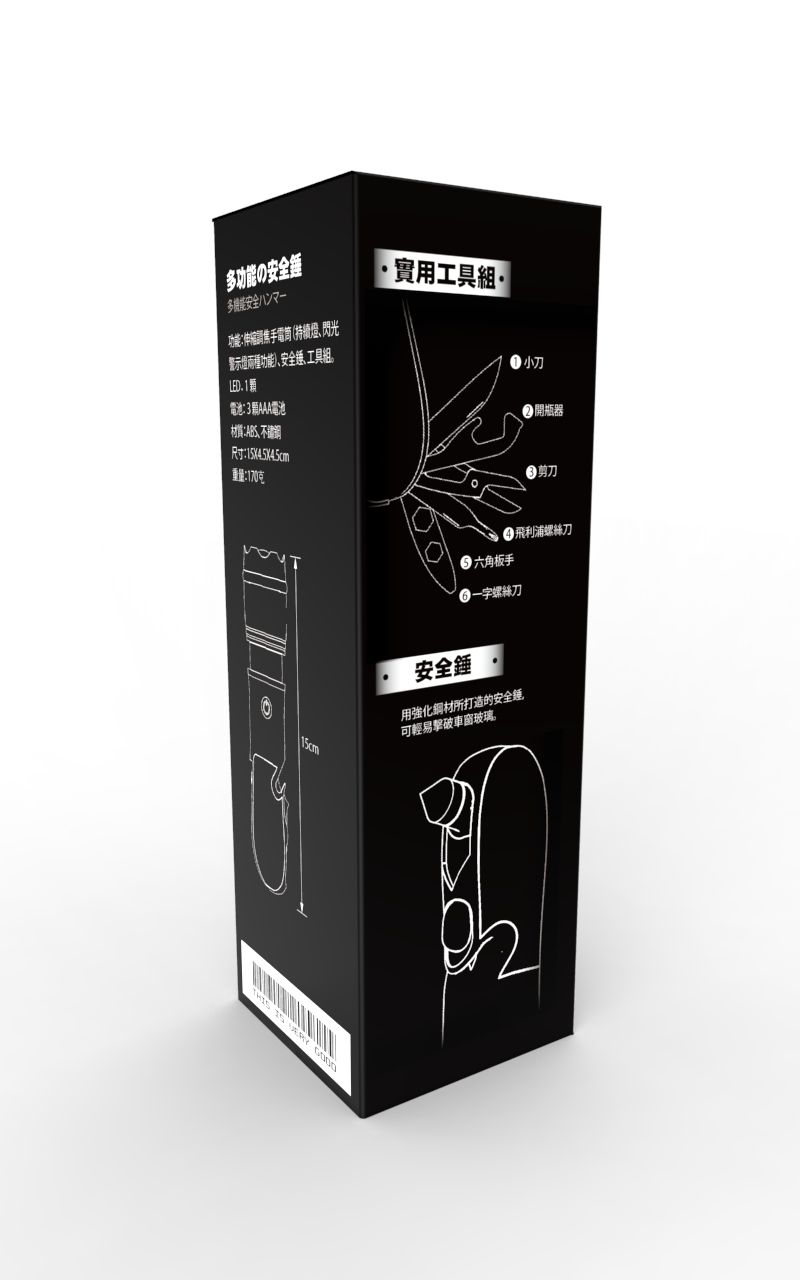 多功能の安全錘
多機能安全ハンマー
功能:伸縮調焦手電筒(持續燈、閃光
警示燈兩種功能)、安全錘、工具組。
LED:1顆
電池:3顆AAA電池
材質:ABS、不鏽鋼
尺寸:15X4.5X4.5cm
重量:170克
15cm
THIS IS VERY GOOD
·實用工具組·
1 小刀
2 開瓶器
3 剪刀
4 飛利浦螺絲刀
5 六角板手
6 一字螺絲刀
·安全錘·
用強化鋼材所打造的安全錘,
可輕易擊破車窗玻璃。